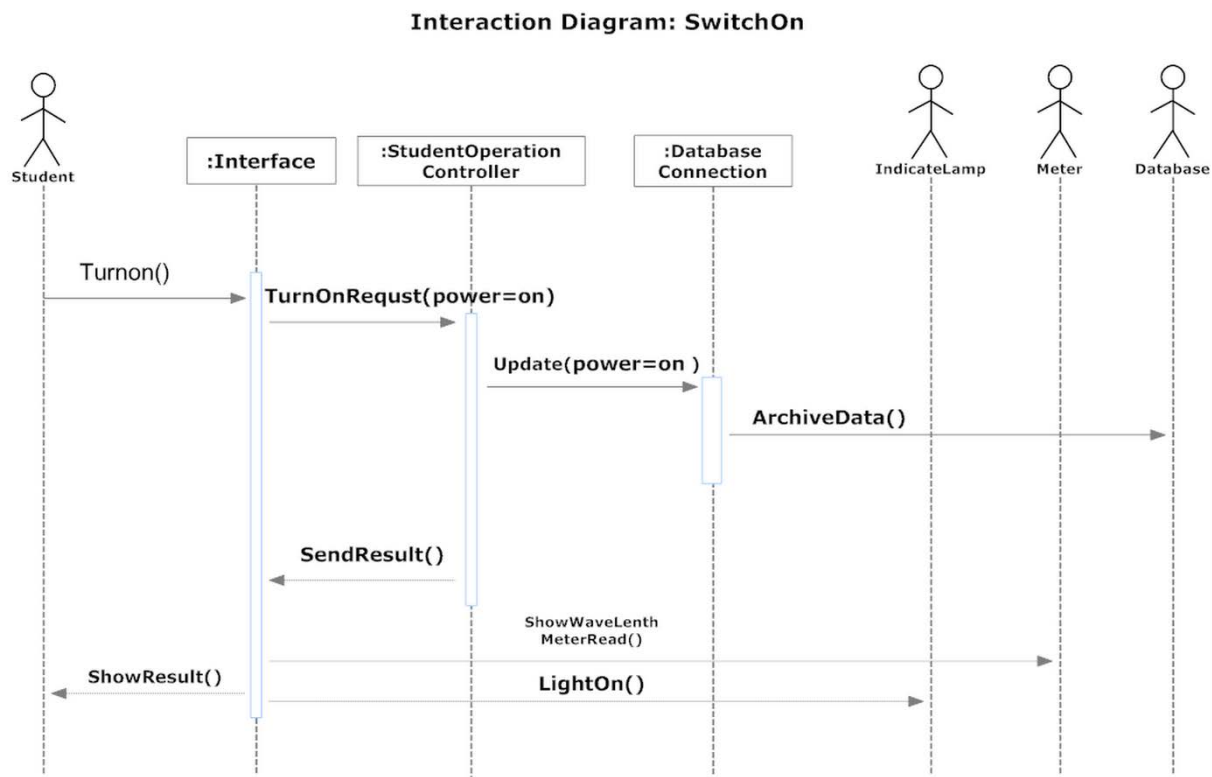 Interaction Diagram: SwitchOn
Student
:Interface
:StudentOperation
Controller
:Database
Connection
IndicateLamp
Meter
Database
Turnon()
TurnOnRequst(power=on)
Update(power=on )
ArchiveData()
SendResult()
ShowWaveLenth
MeterRead()
ShowResult()
LightOn()